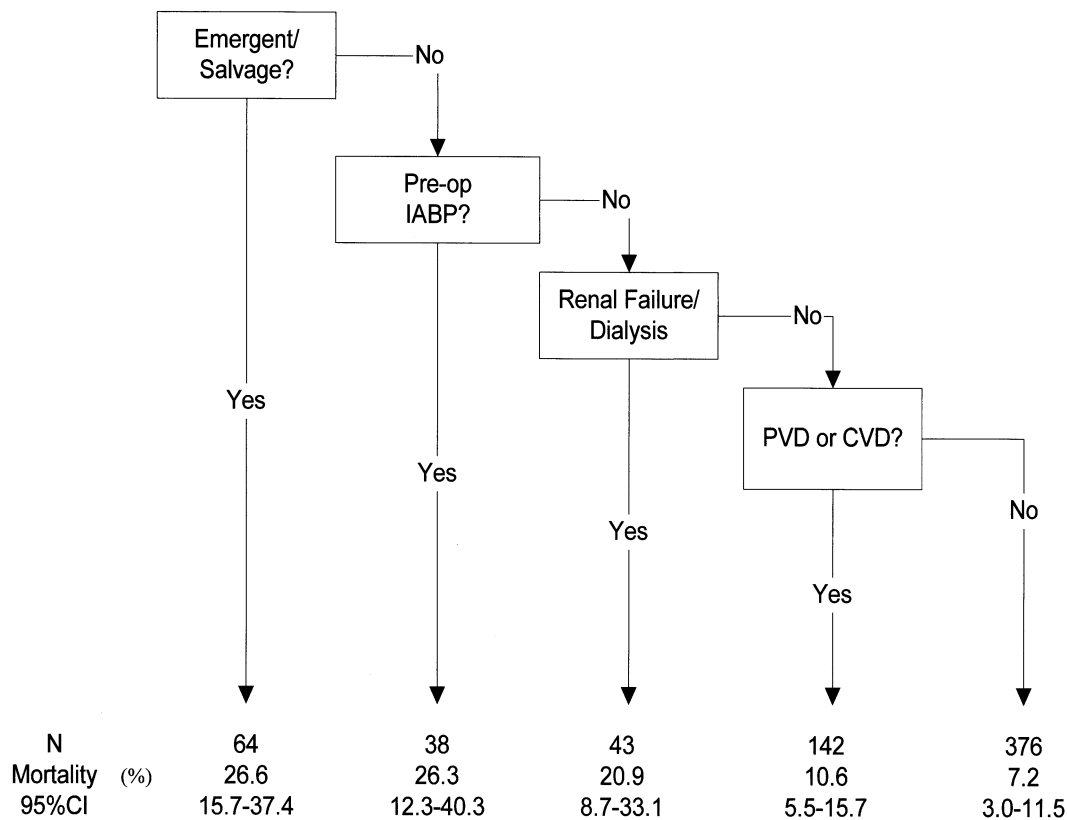 Emergent/
Salvage?
No
Pre-op
IABP?
No
Renal Failure/
Dialysis
No
PVD or CVD?
Yes
Yes
Yes
Yes
No
N 64 38 43 142 376
Mortality (%) 26.6 26.3 20.9 10.6 7.2
95%CI 15.7-37.4 12.3-40.3 8.7-33.1 5.5-15.7 3.0-11.5